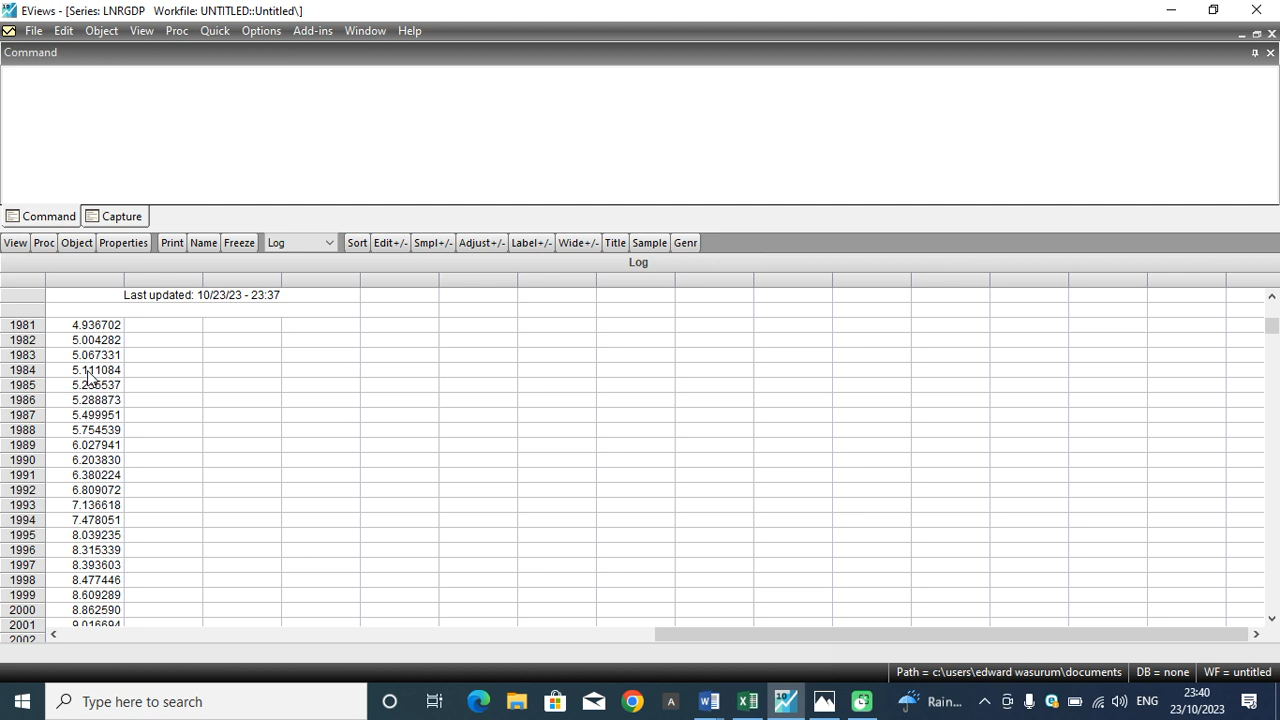 EViews - [Series: LNRGDP Workfile: UNTITLED::Untitled\]
File Edit Object View Proc Quick Options Add-ins Window Help
Command
Command Capture
View Proc Object Properties Print Name Freeze Log Sort Edit+/- Smpl+/- Adjust+/- Label+/- Wide+/- Title Sample Genr
Log
Last updated: 10/23/23 - 23:37
1981 4.936702
1982 5.004282
1983 5.067331
1984 5.111084
1985
1986 5.288873
1987 5.499951
1988 5.754539
1989 6.027941
1990 6.203830
1991 6.380224
1992 6.809072
1993 7.136618
1994 7.478051
1995 8.039235
1996 8.315339
1997 8.393603
1998 8.477446
1999 8.609289
2000 8.862590
2001 9.016694
2002
Path = c:\users\edward wasurum\documents DB = none WF = untitled
Type here to search
A
10
Rain... ENG
23:40
23/10/2023